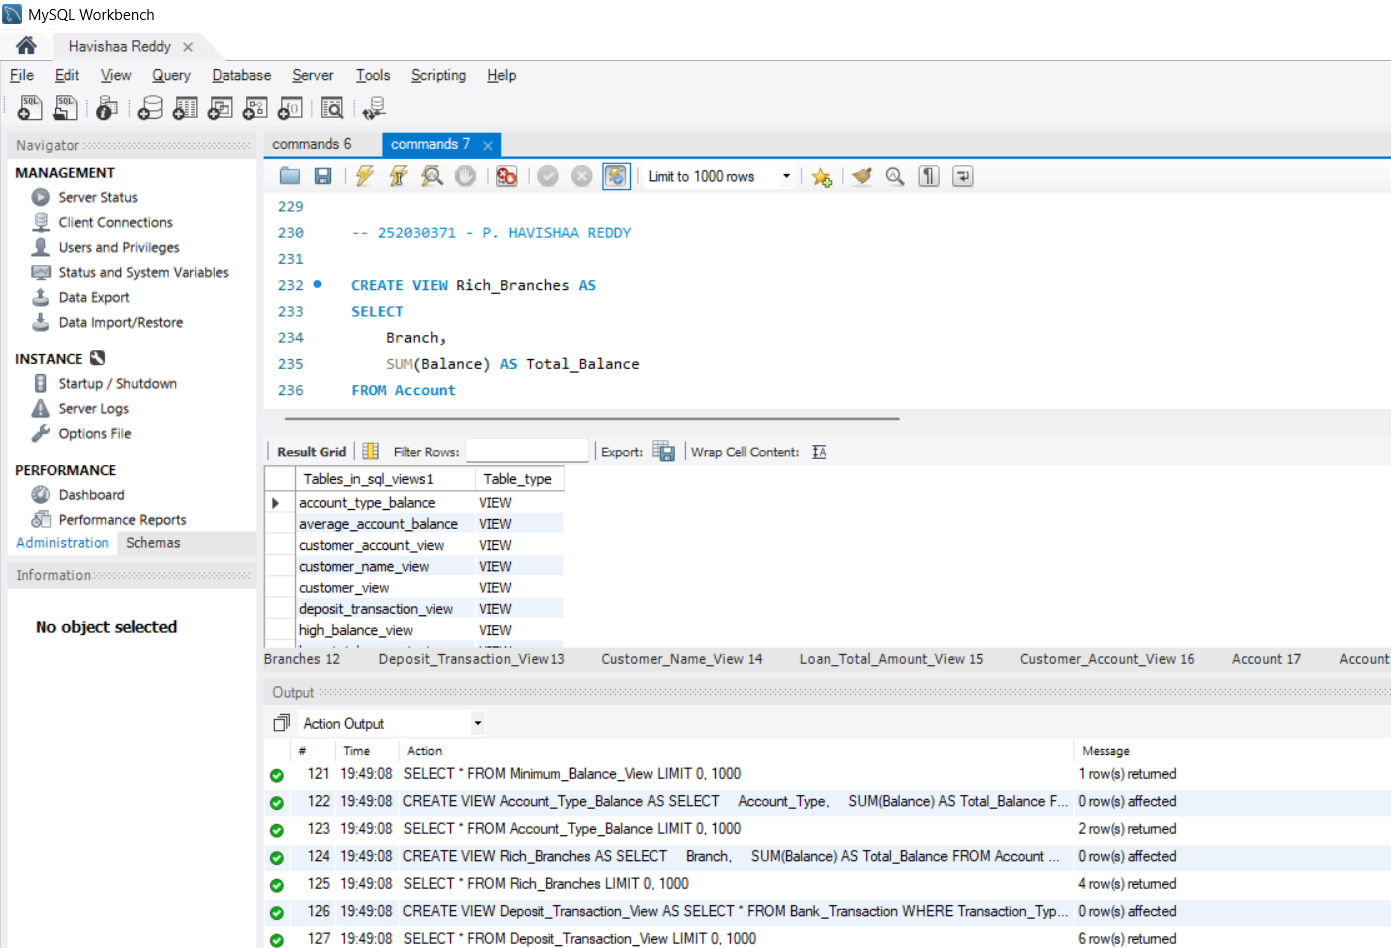 MySQL Workbench
Havishaa Reddy
File Edit View Query Database Server Tools Scripting Help
Navigator
MANAGEMENT
Server Status
Client Connections
Users and Privileges
Status and System Variables
Data Export
Data Import/Restore
INSTANCE
Startup / Shutdown
Server Logs
Options File
PERFORMANCE
Dashboard
Performance Reports
Administration Schemas
Information
No object selected
commands 6 commands 7
Limit to 1000 rows
229
230 -- 252030371 - P. HAVISHAA REDDY
231
232 CREATE VIEW Rich_Branches AS
233 SELECT
234 Branch,
235 SUM(Balance) AS Total_Balance
236 FROM Account
Result Grid Filter Rows: Export: Wrap Cell Content:
Tables_in_sql_views1 Table_type
account_type_balance VIEW
average_account_balance VIEW
customer_account_view VIEW
customer_name_view VIEW
customer_view VIEW
deposit_transaction_view VIEW
high_balance_view VIEW
Branches 12 Deposit_Transaction_View13 Customer_Name_View 14 Loan_Total_Amount_View 15 Customer_Account_View 16 Account 17 Account
Output
Action Output
# Time Action Message
121 19:49:08 SELECT * FROM Minimum_Balance_View LIMIT 0, 1000 1 row(s) returned
122 19:49:08 CREATE VIEW Account_Type_Balance AS SELECT Account_Type, SUM(Balance) AS Total_Balance F... 0 row(s) affected
123 19:49:08 SELECT * FROM Account_Type_Balance LIMIT 0, 1000 2 row(s) returned
124 19:49:08 CREATE VIEW Rich_Branches AS SELECT Branch, SUM(Balance) AS Total_Balance FROM Account ... 0 row(s) affected
125 19:49:08 SELECT * FROM Rich_Branches LIMIT 0, 1000 4 row(s) returned
126 19:49:08 CREATE VIEW Deposit_Transaction_View AS SELECT * FROM Bank_Transaction WHERE Transaction_Typ... 0 row(s) affected
127 19:49:08 SELECT * FROM Deposit_Transaction_View LIMIT 0, 1000 6 row(s) returned